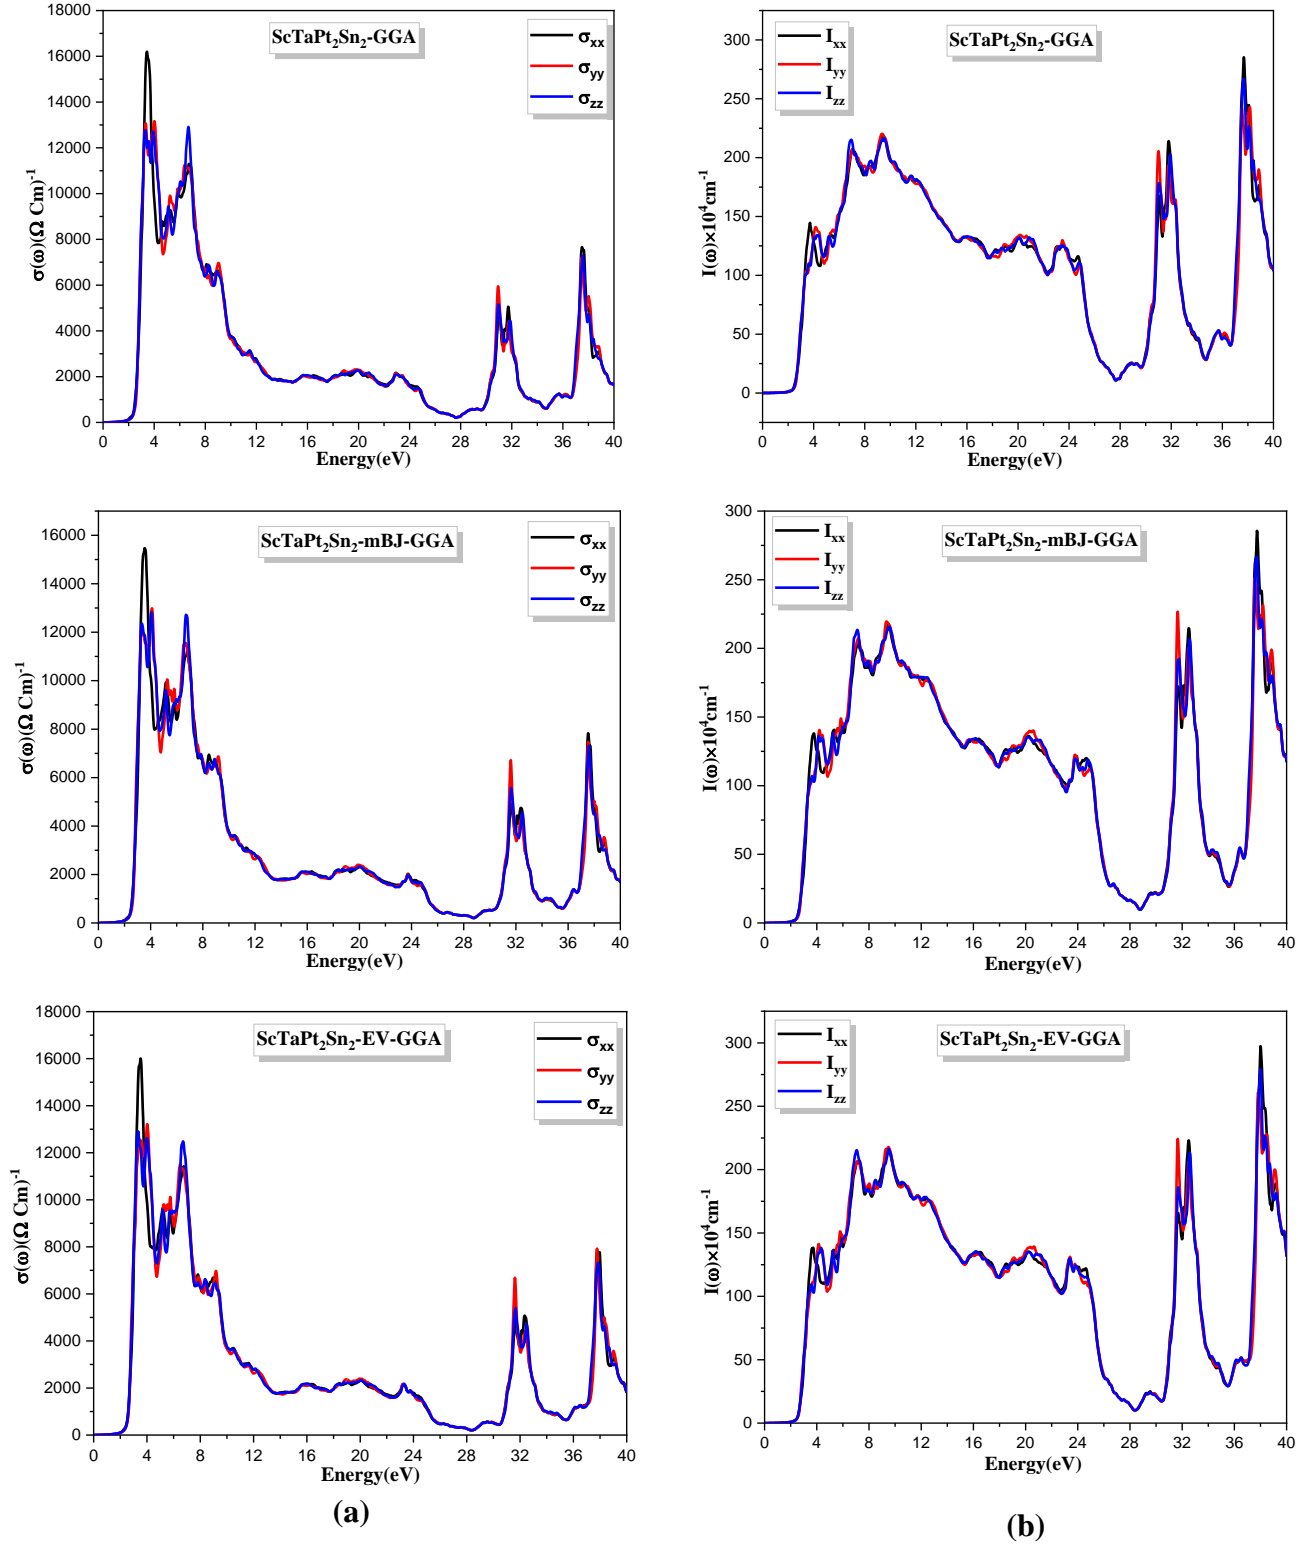 18000
16000
14000
12000
10000
8000
6000
4000
2000
0
σ(ω)(Ω Cm)⁻¹
ScTaPt₂Sn₂-GGA
σxx
σyy
σzz
0 4 8 12 16 20 24 28 32 36 40
Energy(eV)
300
250
200
150
100
50
0
I(ω)×10⁴cm⁻¹
Ixx
Iyy
Izz
ScTaPt₂Sn₂-GGA
0 4 8 12 16 20 24 28 32 36 40
Energy(eV)
16000
14000
12000
10000
8000
6000
4000
2000
0
σ(ω)(Ω Cm)⁻¹
ScTaPt₂Sn₂-mBJ-GGA
σxx
σyy
σzz
0 4 8 12 16 20 24 28 32 36 40
Energy(eV)
300
250
200
150
100
50
0
I(ω)×10⁴cm⁻¹
Ixx
Iyy
Izz
ScTaPt₂Sn₂-mBJ-GGA
0 4 8 12 16 20 24 28 32 36 40
Energy(eV)
18000
16000
14000
12000
10000
8000
6000
4000
2000
0
σ(ω)(Ω Cm)⁻¹
ScTaPt₂Sn₂-EV-GGA
σxx
σyy
σzz
0 4 8 12 16 20 24 28 32 36 40
Energy(eV)
(a)
300
250
200
150
100
50
0
I(ω)×10⁴cm⁻¹
Ixx
Iyy
Izz
ScTaPt₂Sn₂-EV-GGA
0 4 8 12 16 20 24 28 32 36 40
Energy(eV)
(b)